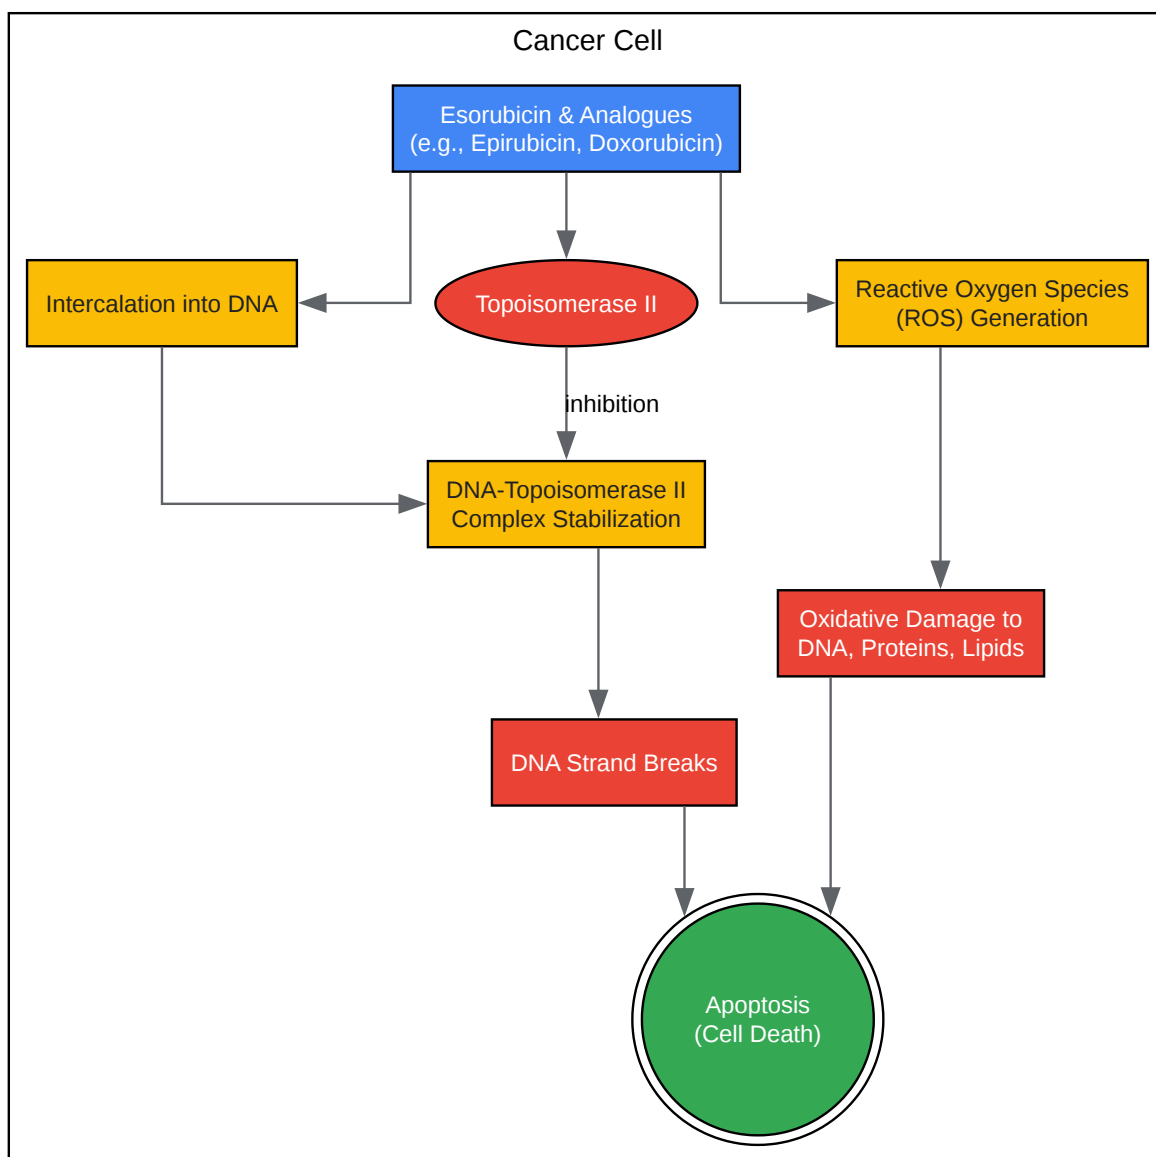 Cancer Cell
Esorubicin & Analogues
(e.g., Epirubicin, Doxorubicin)
Intercalation into DNA
Topoisomerase II
Reactive Oxygen Species
(ROS) Generation
inhibition
DNA-Topoisomerase II
Complex Stabilization
Oxidative Damage to
DNA, Proteins, Lipids
DNA Strand Breaks
Apoptosis
(Cell Death)